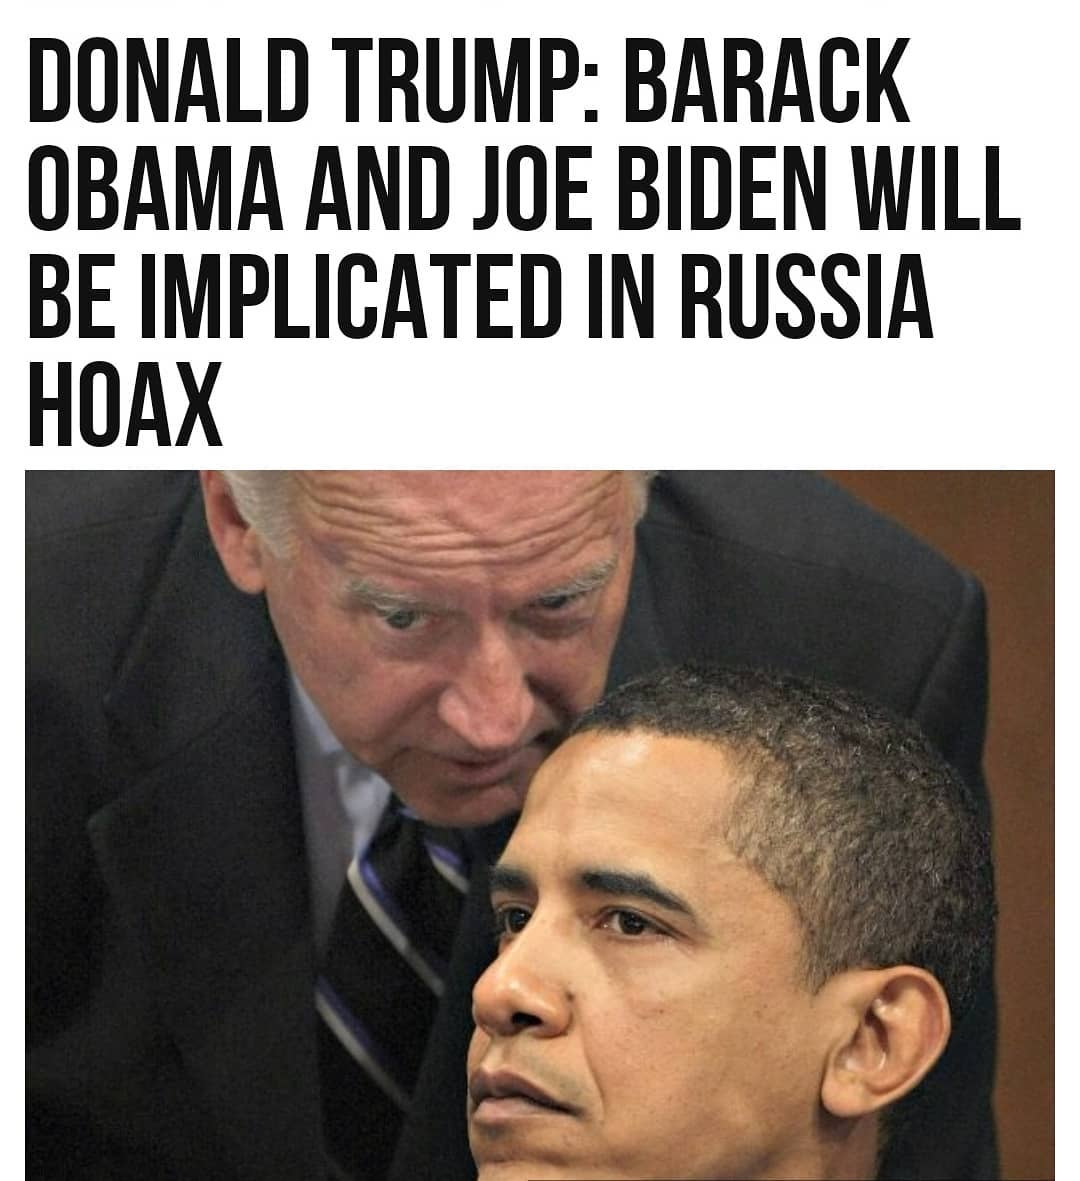 DONALD TRUMP: BARACK
OBAMA AND JOE BIDEN WILL
BE IMPLICATED IN RUSSIA
HOAX